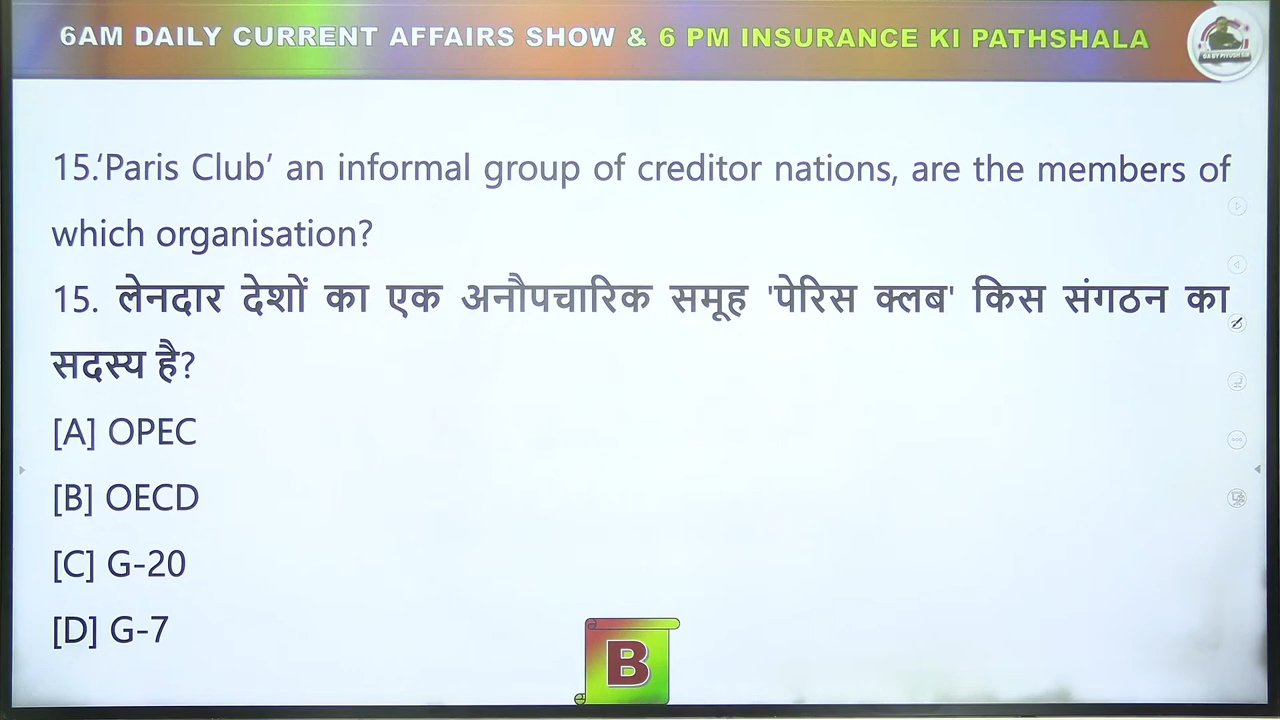 6AM DAILY CURRENT AFFAIRS SHOW & 6 PM INSURANCE KI PATHSHALA
15.‘Paris Club’ an informal group of creditor nations, are the members of
which organisation?
15. लेनदार देशों का एक अनौपचारिक समूह 'पेरिस क्लब' किस संगठन का
सदस्य है?
[A] OPEC
[B] OECD
[C] G-20
[D] G-7
B